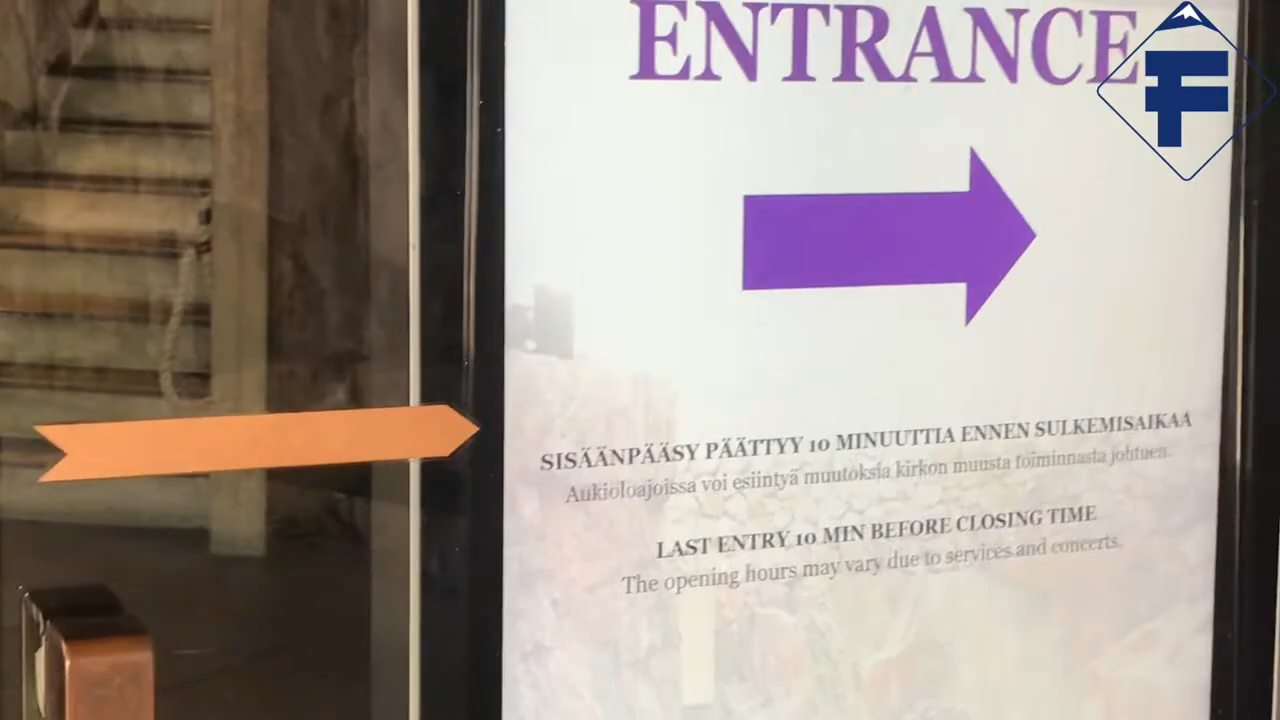 ENTRANCE
F
SISÄÄNPÄÄSY PÄÄTTYY 10 MINUUTTIA ENNEN SULKEMISAIKAA
Aukioloajoissa voi esiintyä muutoksia kirkon muusta toiminnasta johtuen.
LAST ENTRY 10 MIN BEFORE CLOSING TIME
The opening hours may vary due to services and concerts.